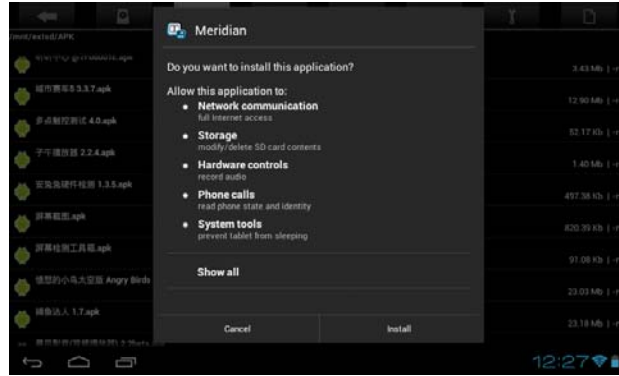 /mnt/extsd/APK
3.43 Mb | -r
城市赛车5 3.3.7.apk
12.90 Mb | -r
多点触控测试 4.0.apk
52.17 Kb | -r
子午播放器 2.2.4.apk
1.40 Mb | -r
安兔兔硬件检测 1.3.5.apk
497.38 Kb | -r
屏幕截图.apk
820.39 Kb | -r
屏幕检测工具箱.apk
91.08 Kb | -r
愤怒的小鸟太空版 Angry Birds
23.03 Mb | -r
捕鱼达人 1.7.apk
23.18 Mb | -r
Meridian
Do you want to install this application?
Allow this application to:
• Network communication
full Internet access
• Storage
modify/delete SD card contents
• Hardware controls
record audio
• Phone calls
read phone state and identity
• System tools
prevent tablet from sleeping
Show all
Cancel
Install
12:27